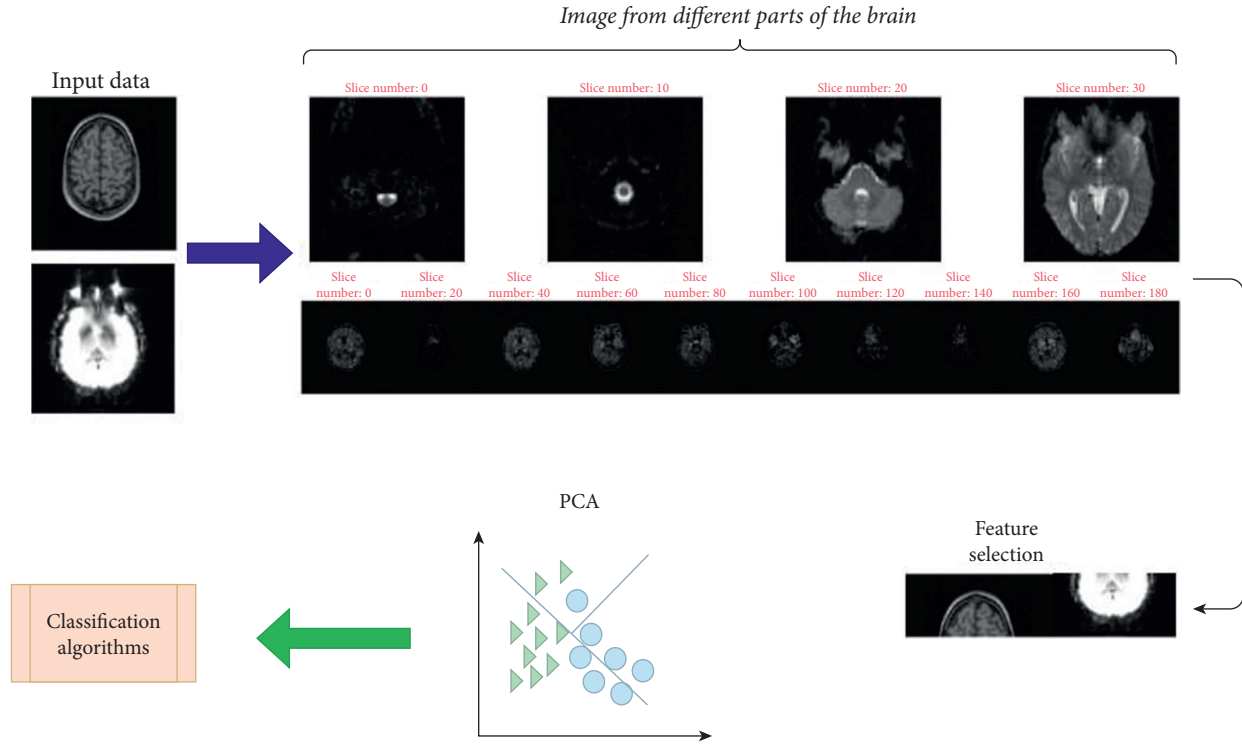 Image from different parts of the brain
Input data
Slice number: 0
Slice number: 10
Slice number: 20
Slice number: 30
Slice
number: 0
Slice
number: 20
Slice
number: 40
Slice
number: 60
Slice
number: 80
Slice
number: 100
Slice
number: 120
Slice
number: 140
Slice
number: 160
Slice
number: 180
Feature
selection
PCA
Classification
algorithms